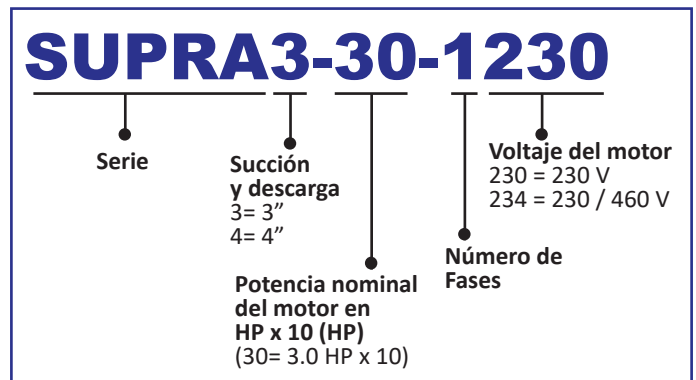 SUPRA3-30-1230
Serie
Succión
y descarga
3= 3”
4= 4”
Potencia nominal
del motor en
HP x 10 (HP)
(30= 3.0 HP x 10)
Número de
Fases
Voltaje del motor
230 = 230 V
234 = 230 / 460 V